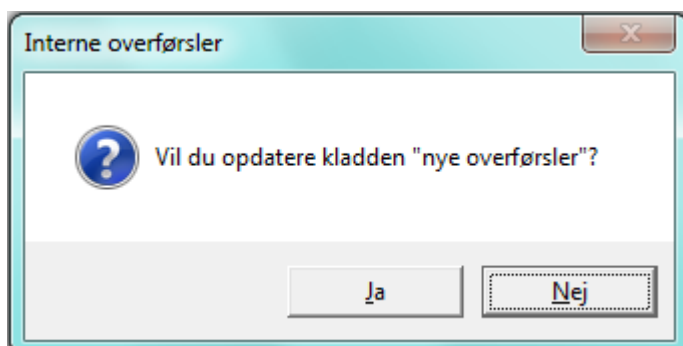 Interne overførsler
Vil du opdatere kladden "nye overførsler"?
Ja
Nej